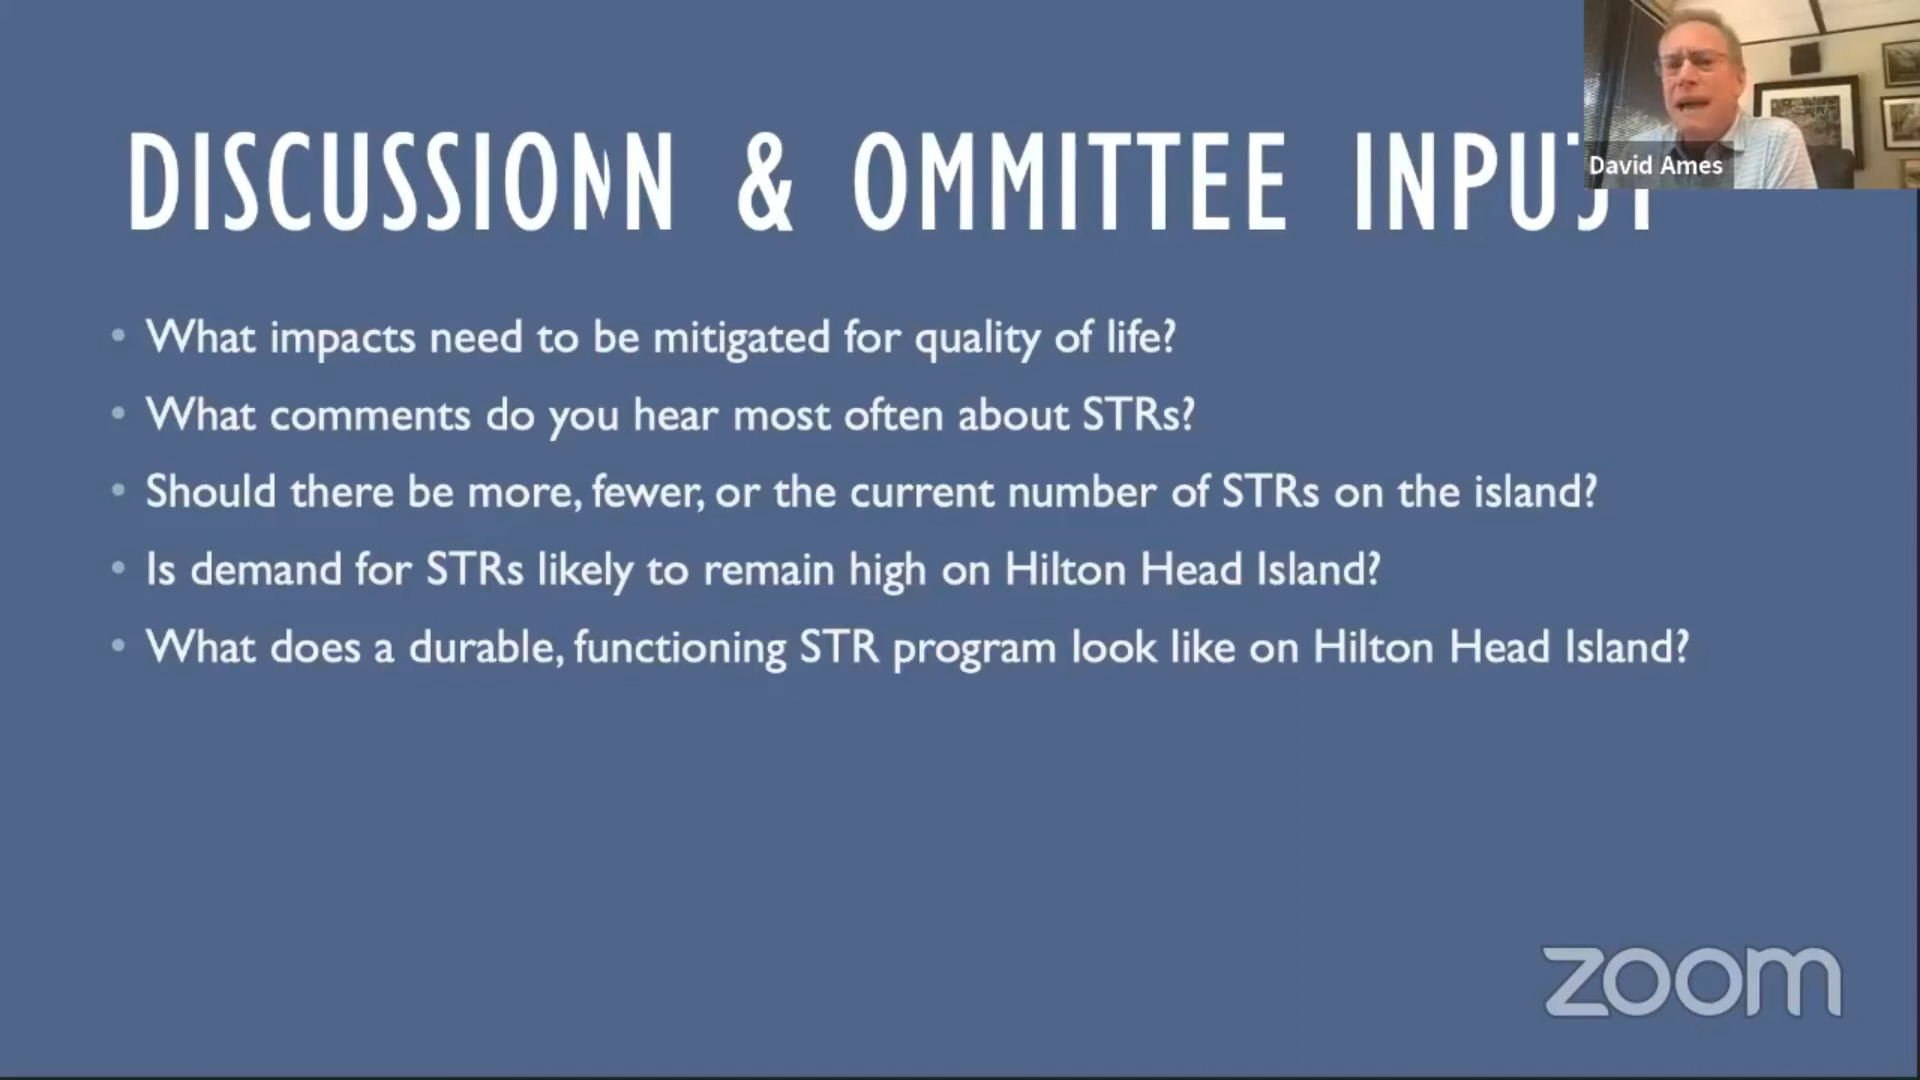 DISCUSSIONN & OMMITTEE INPUT
David Ames
• What impacts need to be mitigated for quality of life?
• What comments do you hear most often about STRs?
• Should there be more, fewer, or the current number of STRs on the island?
• Is demand for STRs likely to remain high on Hilton Head Island?
• What does a durable, functioning STR program look like on Hilton Head Island?
zoom